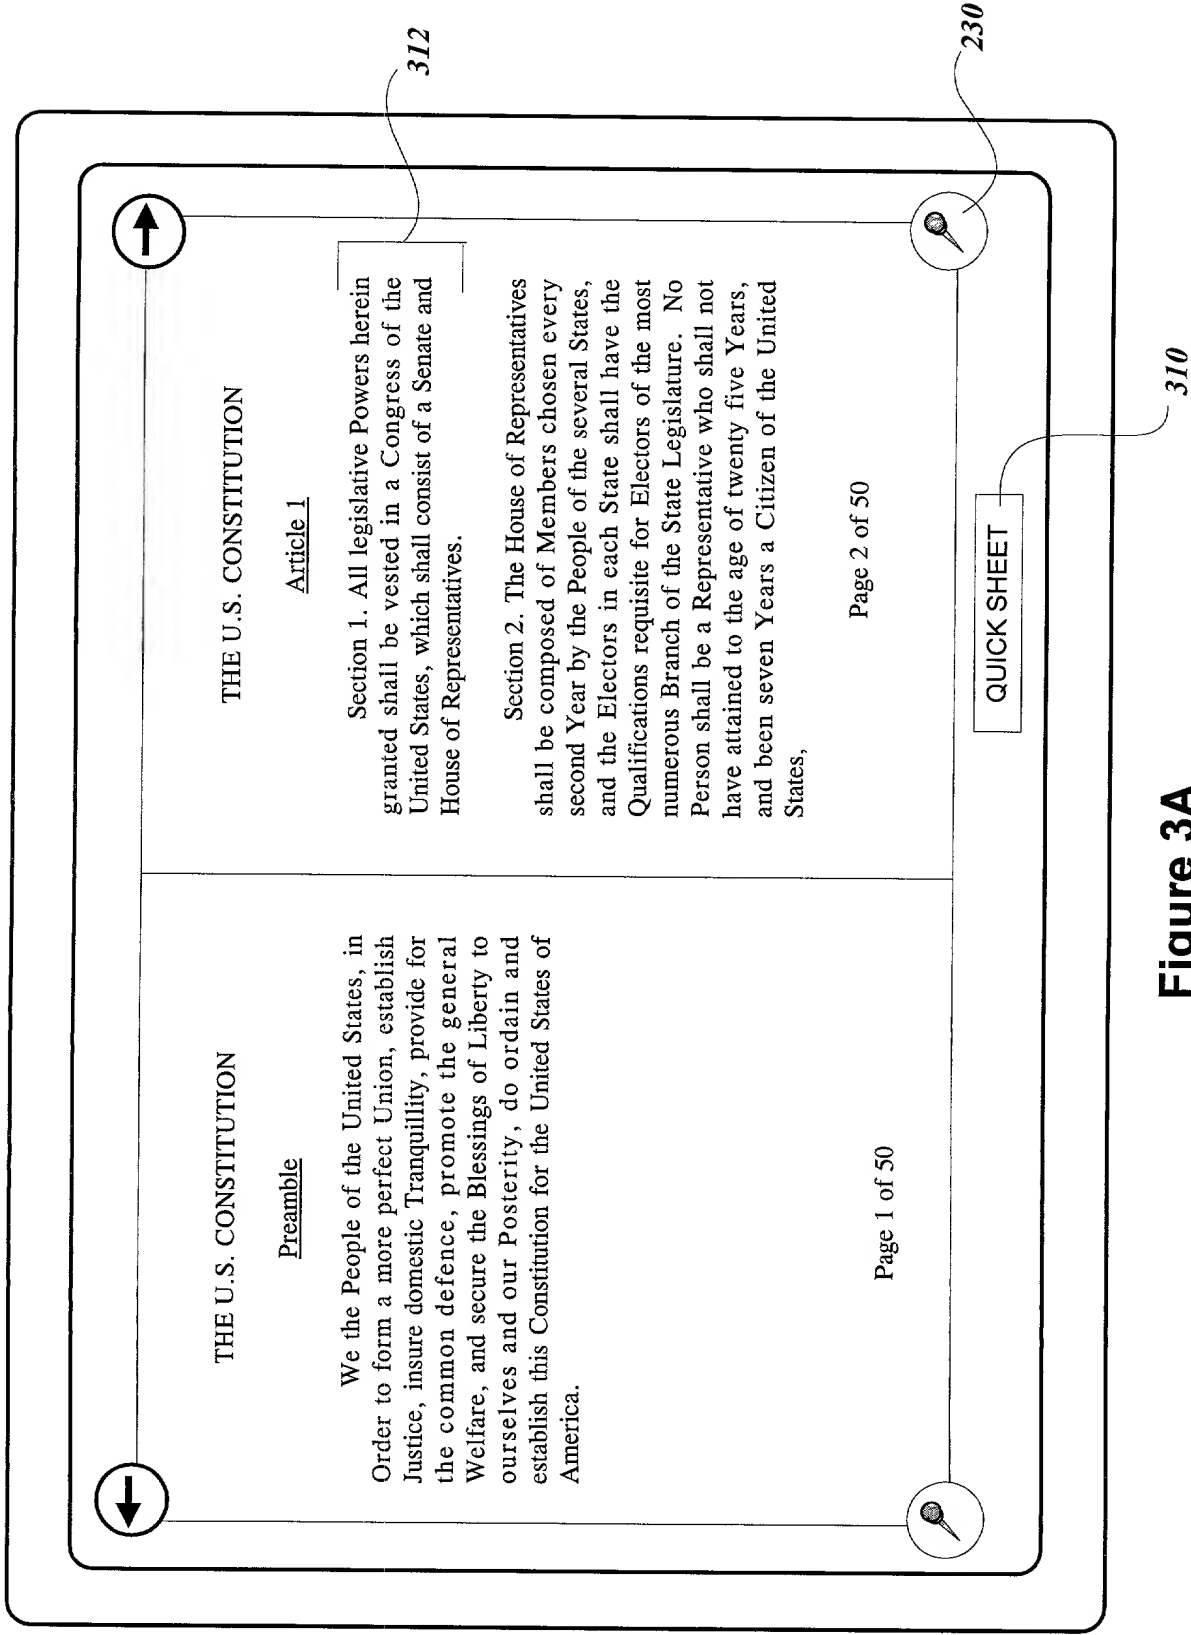 THE U.S. CONSTITUTION
Preamble
We the People of the United States, in
Order to form a more perfect Union, establish
Justice, insure domestic Tranquillity, provide for
the common defence, promote the general
Welfare, and secure the Blessings of Liberty to
ourselves and our Posterity, do ordain and
establish this Constitution for the United States of
America.
Page 1 of 50
THE U.S. CONSTITUTION
Article 1
Section 1. All legislative Powers herein
granted shall be vested in a Congress of the
United States, which shall consist of a Senate and
House of Representatives.
Section 2. The House of Representatives
shall be composed of Members chosen every
second Year by the People of the several States,
and the Electors in each State shall have the
Qualifications requisite for Electors of the most
numerous Branch of the State Legislature. No
Person shall be a Representative who shall not
have attained to the age of twenty five Years,
and been seven Years a Citizen of the United
States,
Page 2 of 50
312
230
QUICK SHEET
310
Figure 3A